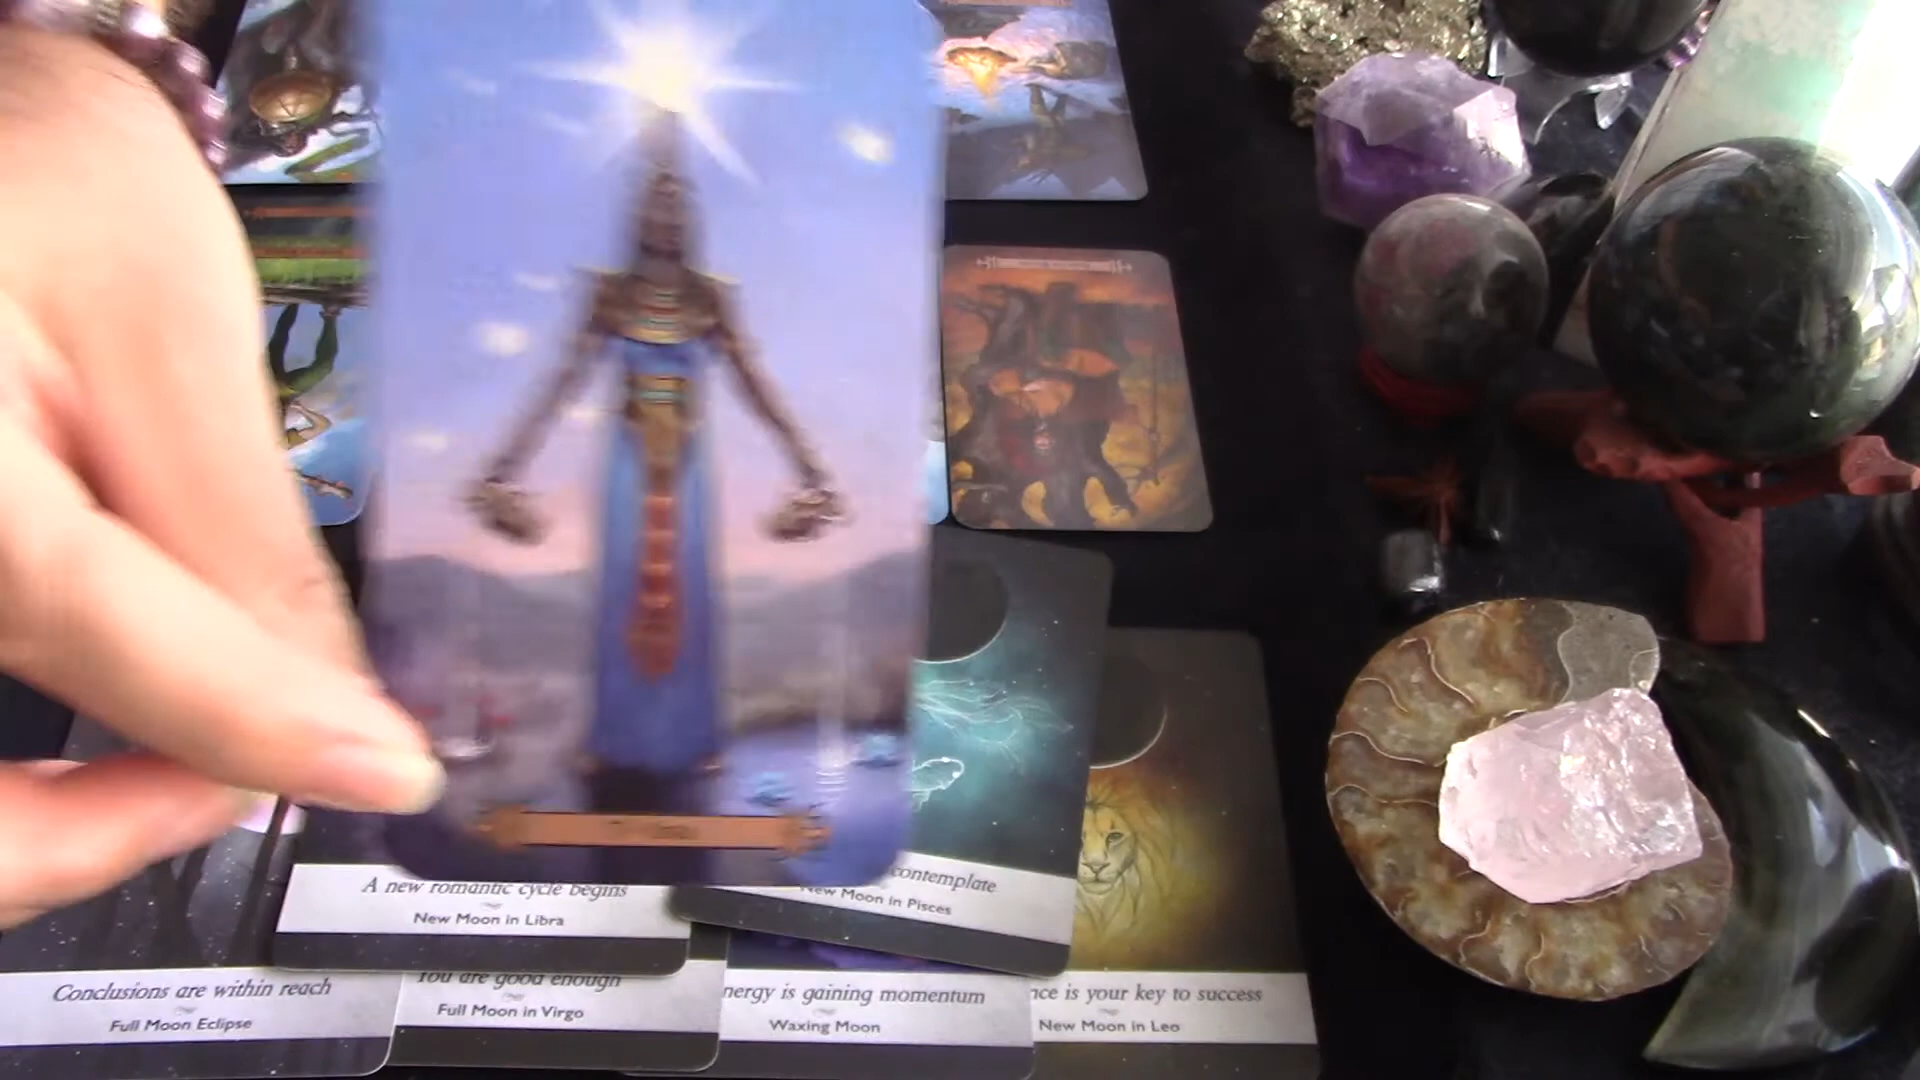 A new romantic cycle begins
New Moon in Libra
contemplate
New Moon in Pisces
Conclusions are within reach
Full Moon Eclipse
You are good enough
Full Moon in Virgo
nergy is gaining momentum
Waxing Moon
nce is your key to success
New Moon in Leo